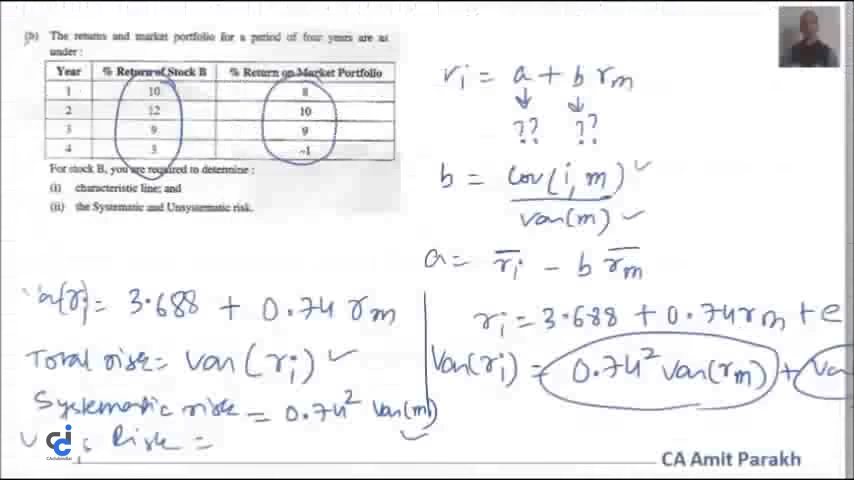 (b) The returns and market portfolio for a period of four years are as
under :
Year % Return of Stock B % Return on Market Portfolio
1 10 8
2 12 10
3 9 9
4 3 -1
For stock B, you are required to determine :
(i) characteristic line; and
(ii) the Systematic and Unsystematic risk.
ri = a + b rm
?? ??
b = Cov(i, m)
Var(m)
a = ri - b rm
(ri) = 3.688 + 0.74 rm
Total risk = Var(ri)
Systematic risk = 0.74² Var(m)
Risk =
ri = 3.688 + 0.74rm + e
Var(ri) = 0.74² Var(rm) +
CA Amit Parakh